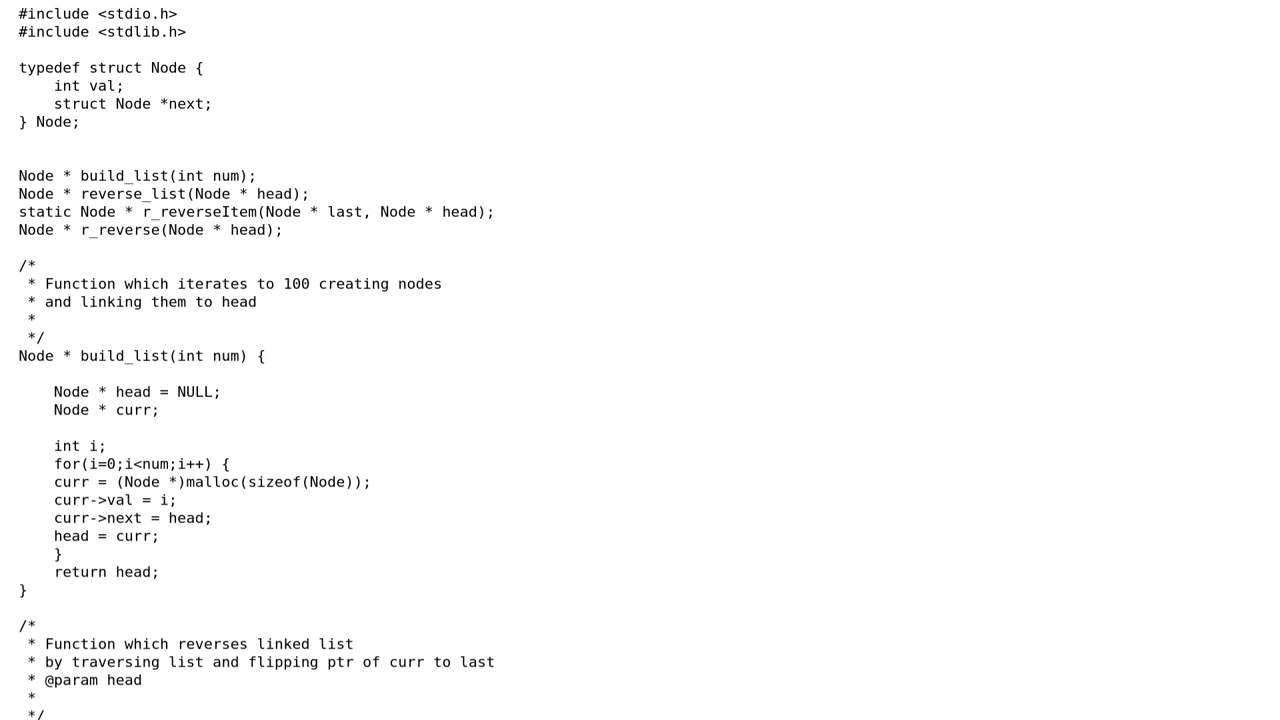 #include <stdio.h>
#include <stdlib.h>

typedef struct Node {
    int val;
    struct Node *next;
} Node;


Node * build_list(int num);
Node * reverse_list(Node * head);
static Node * r_reverseItem(Node * last, Node * head);
Node * r_reverse(Node * head);

/*
 * Function which iterates to 100 creating nodes
 * and linking them to head
 *
 */
Node * build_list(int num) {

    Node * head = NULL;
    Node * curr;

    int i;
    for(i=0;i<num;i++) {
    curr = (Node *)malloc(sizeof(Node));
    curr->val = i;
    curr->next = head;
    head = curr;
    }
    return head;
}

/*
 * Function which reverses linked list
 * by traversing list and flipping ptr of curr to last
 * @param head
 *
 */